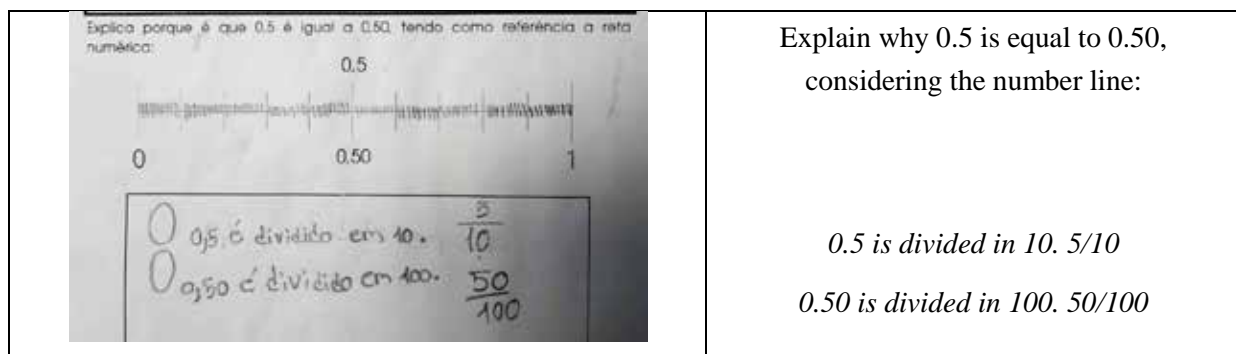 Explica porque é que 0.5 é igual a 0.50, tendo como referência a reta
numérica:
0.5
0
0.50
1
0,5 é dividido em 10. 5/10
0,50 é dividido em 100. 50/100
Explain why 0.5 is equal to 0.50,
considering the number line:
0.5 is divided in 10. 5/10
0.50 is divided in 100. 50/100